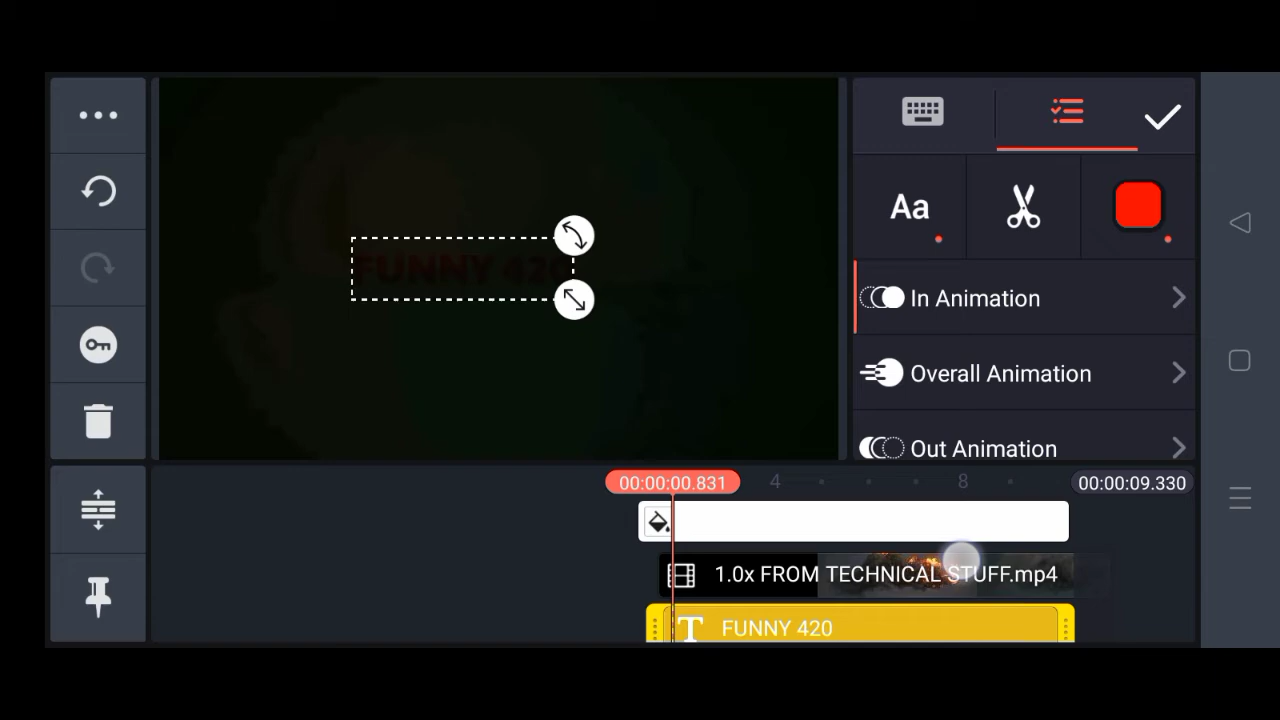 FUNNY 420
Aa
In Animation
Overall Animation
Out Animation
00:00:00.831
4
8
00:00:09.330
1.0x FROM TECHNICAL STUFF.mp4
T FUNNY 420